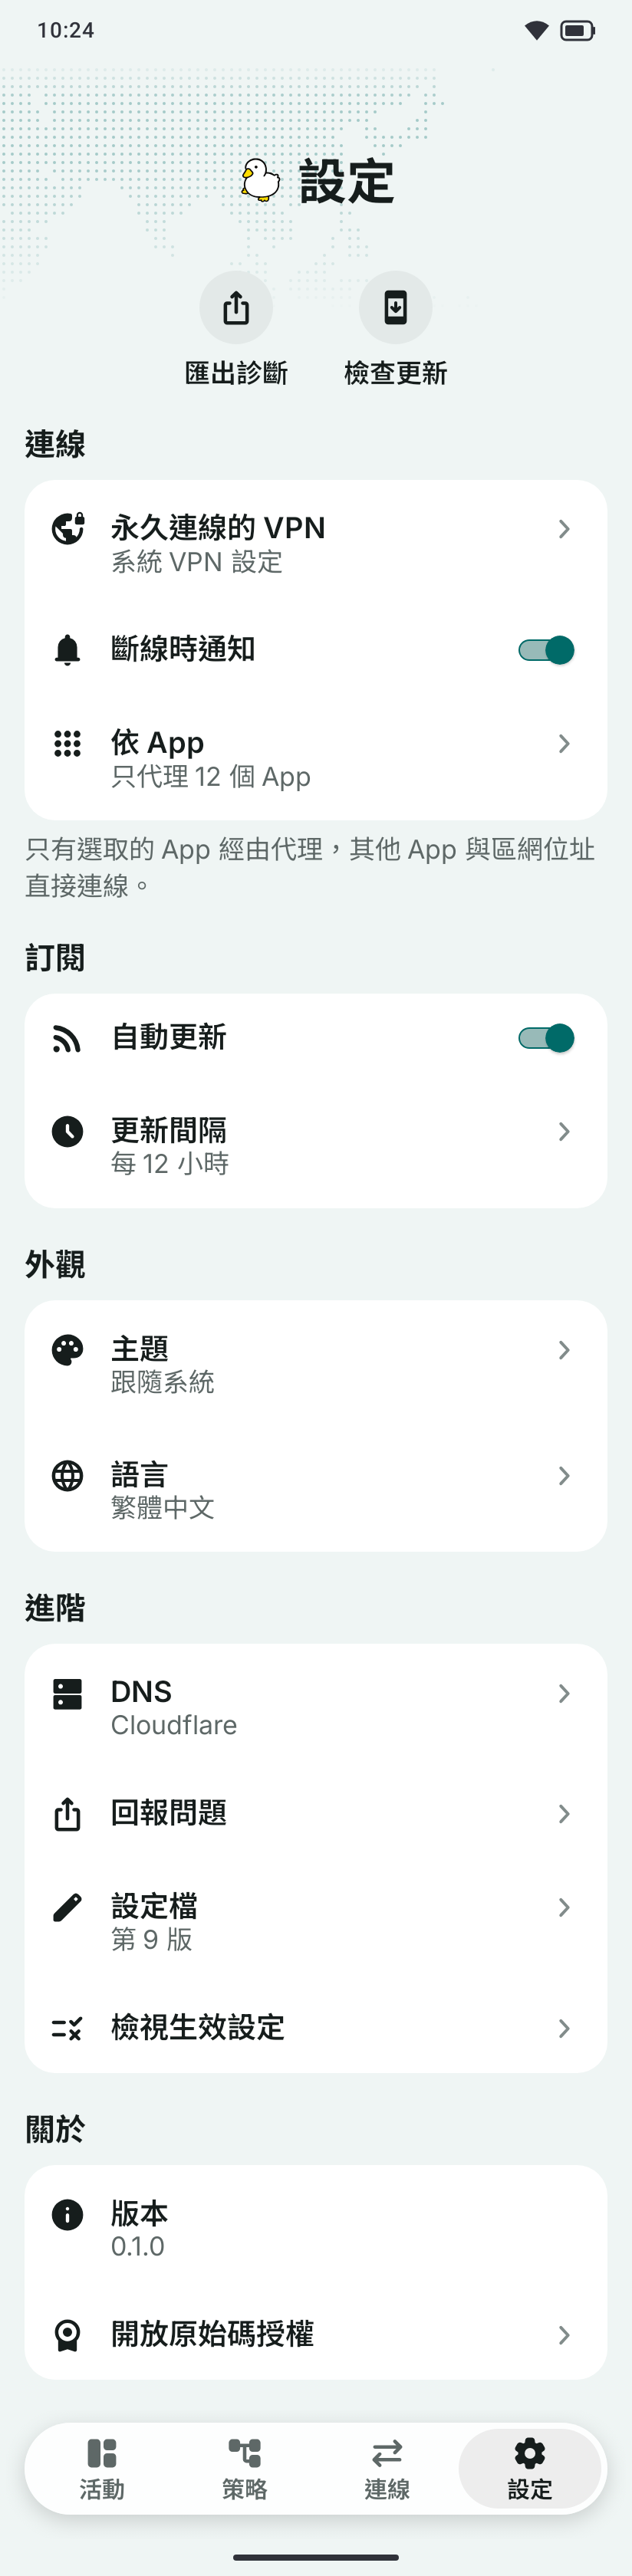 10:24
設定
匯出診斷
檢查更新
連線
永久連線的 VPN
系統 VPN 設定
斷線時通知
依 App
只代理 12 個 App
只有選取的 App 經由代理，其他 App 與區網位址
直接連線。
訂閱
自動更新
更新間隔
每 12 小時
外觀
主題
跟隨系統
語言
繁體中文
進階
DNS
Cloudflare
回報問題
設定檔
第 9 版
檢視生效設定
關於
版本
0.1.0
開放原始碼授權
活動
策略
連線
設定